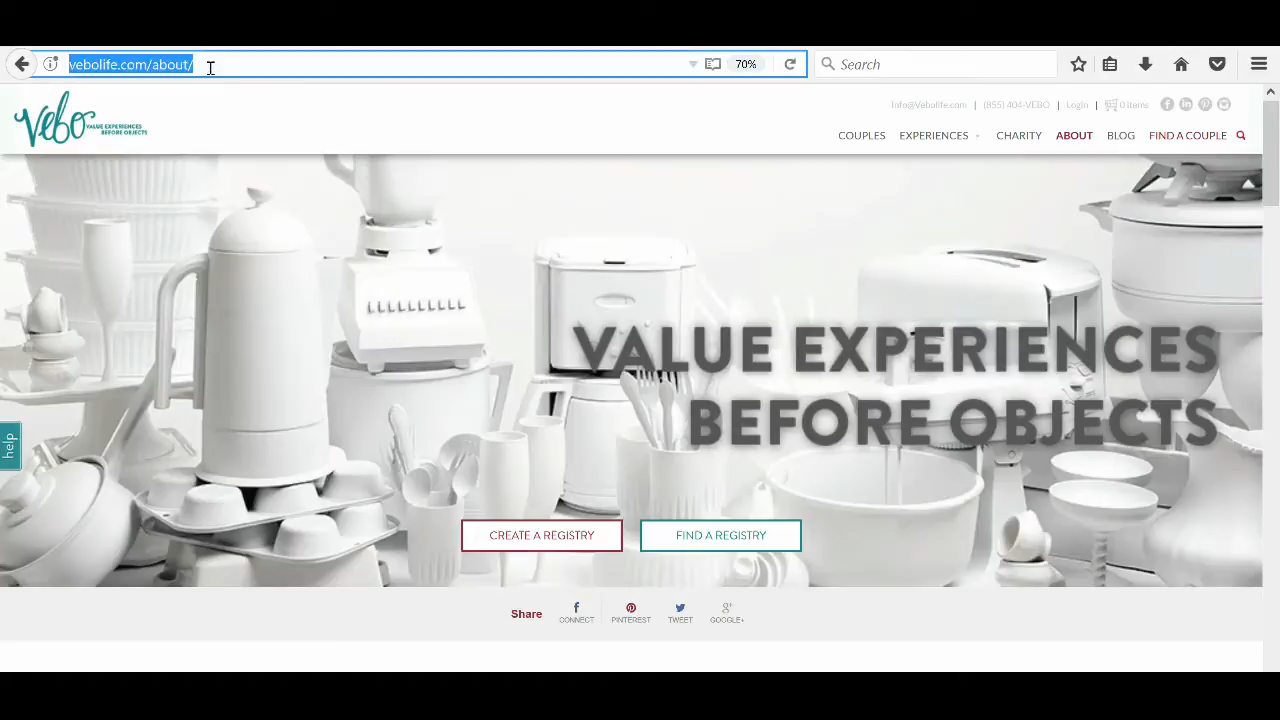 vebolife.com/about/
70%
Search
Vebo VALUE EXPERIENCES
BEFORE OBJECTS
Info@Vebolife.com | (855) 404-VEBO | Login | 0 items
COUPLES EXPERIENCES CHARITY ABOUT BLOG FIND A COUPLE
VALUE EXPERIENCES
BEFORE OBJECTS
help
CREATE A REGISTRY FIND A REGISTRY
Share CONNECT PINTEREST TWEET GOOGLE+